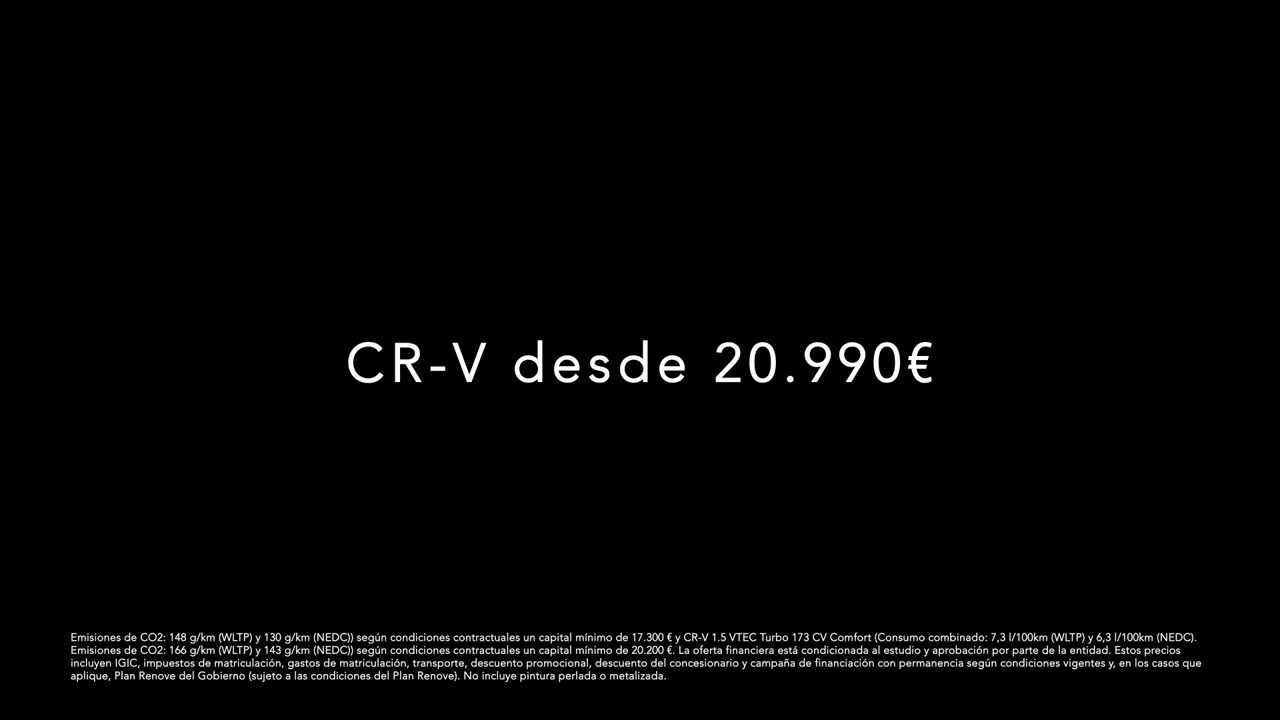 CR-V desde 20.990€
Emisiones de CO2: 148 g/km (WLTP) y 130 g/km (NEDC)) según condiciones contractuales un capital mínimo de 17.300 € y CR-V 1.5 VTEC Turbo 173 CV Comfort (Consumo combinado: 7,3 l/100km (WLTP) y 6,3 l/100km (NEDC).
Emisiones de CO2: 166 g/km (WLTP) y 143 g/km (NEDC)) según condiciones contractuales un capital mínimo de 20.200 €. La oferta financiera está condicionada al estudio y aprobación por parte de la entidad. Estos precios
incluyen IGIC, impuestos de matriculación, gastos de matriculación, transporte, descuento promocional, descuento del concesionario y campaña de financiación con permanencia según condiciones vigentes y, en los casos que
aplique, Plan Renove del Gobierno (sujeto a las condiciones del Plan Renove). No incluye pintura perlada o metalizada.